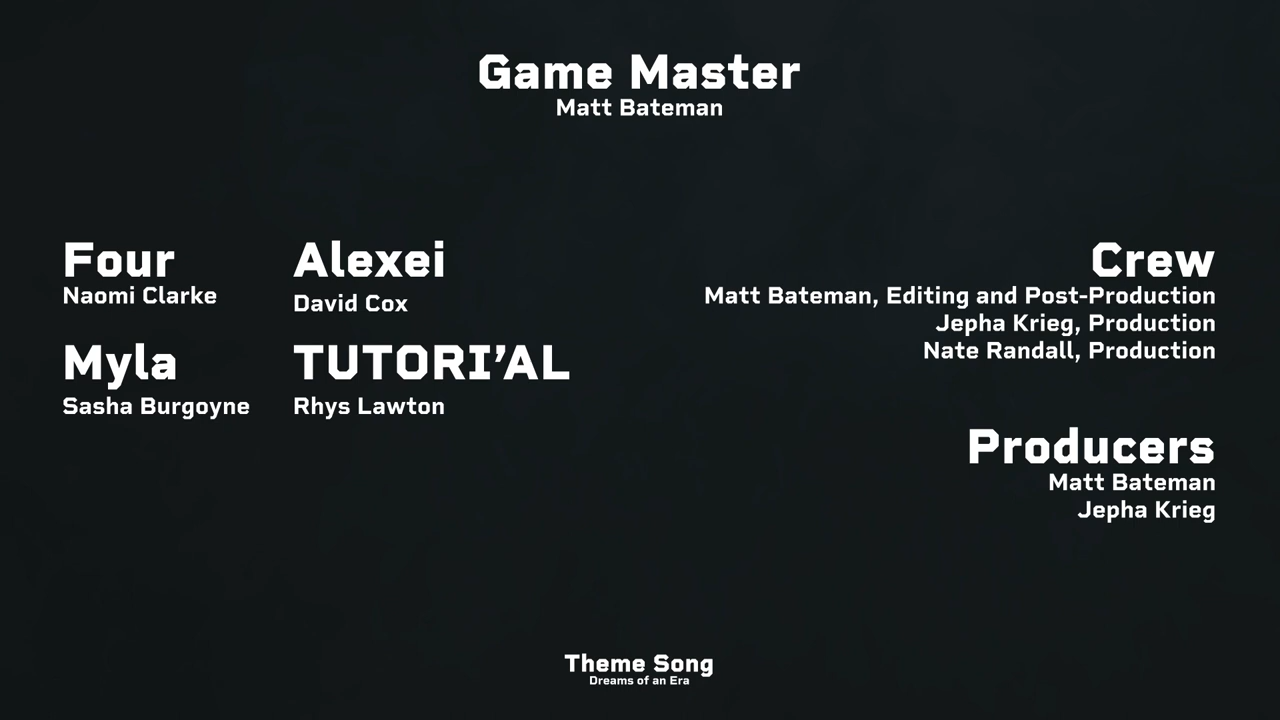 Game Master
Matt Bateman
Four
Naomi Clarke
Alexei
David Cox
Myla
Sasha Burgoyne
TUTORI’AL
Rhys Lawton
Crew
Matt Bateman, Editing and Post-Production
Jepha Krieg, Production
Nate Randall, Production
Producers
Matt Bateman
Jepha Krieg
Theme Song
Dreams of an Era